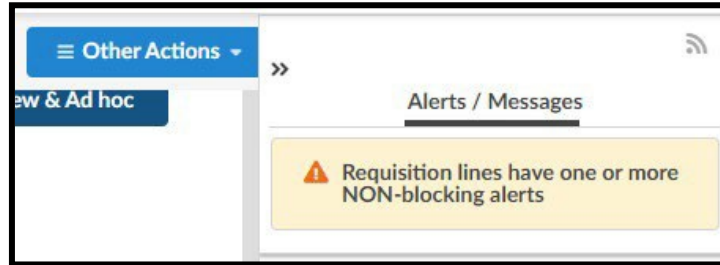 Other Actions
»
ew & Ad hoc
Alerts / Messages
Requisition lines have one or more
NON-blocking alerts